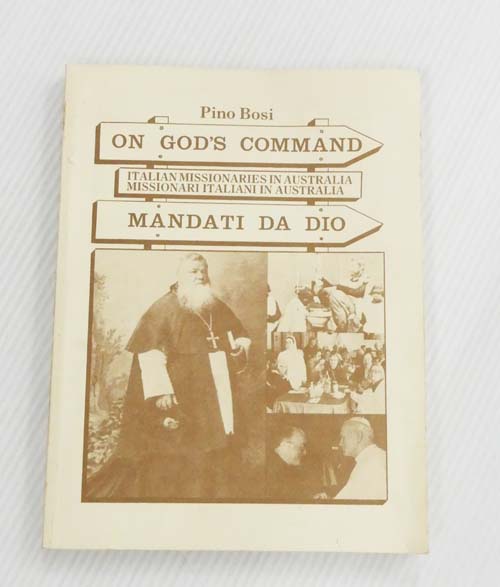 Pino Bosi
ON GOD'S COMMAND
ITALIAN MISSIONARIES IN AUSTRALIA
MISSIONARI ITALIANI IN AUSTRALIA
MANDATI DA DIO